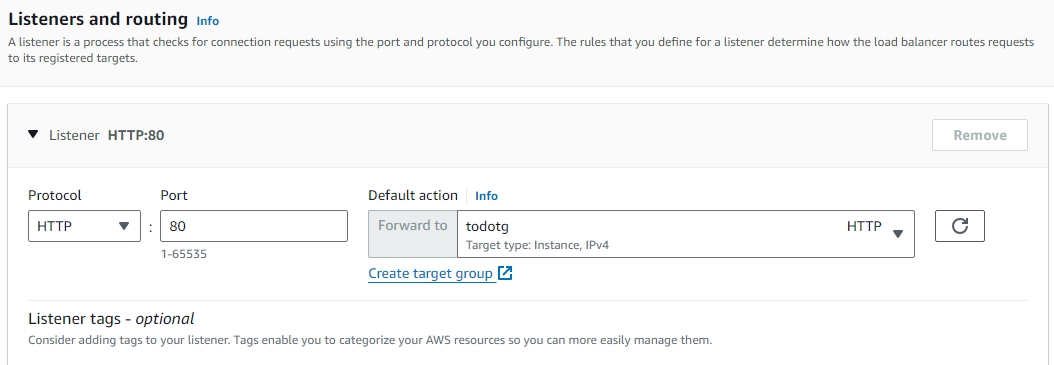 Listeners and routing Info
A listener is a process that checks for connection requests using the port and protocol you configure. The rules that you define for a listener determine how the load balancer routes requests
to its registered targets.
Listener HTTP:80
Remove
Protocol
Port
Default action Info
HTTP
:
80
Forward to
todotg
HTTP
Target type: Instance, IPv4
1-65535
Create target group
Listener tags - optional
Consider adding tags to your listener. Tags enable you to categorize your AWS resources so you can more easily manage them.